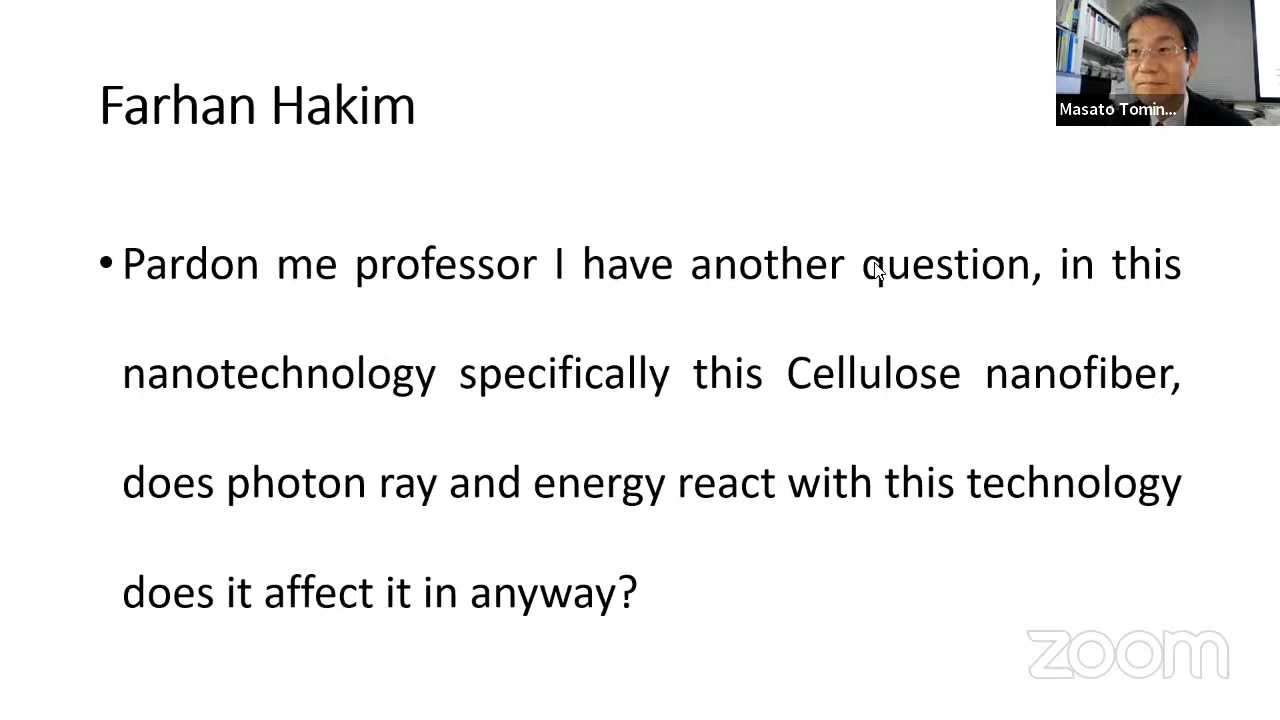 Farhan Hakim
Masato Tomin...
• Pardon me professor I have another question, in this
nanotechnology specifically this Cellulose nanofiber,
does photon ray and energy react with this technology
does it affect it in anyway?
zoom